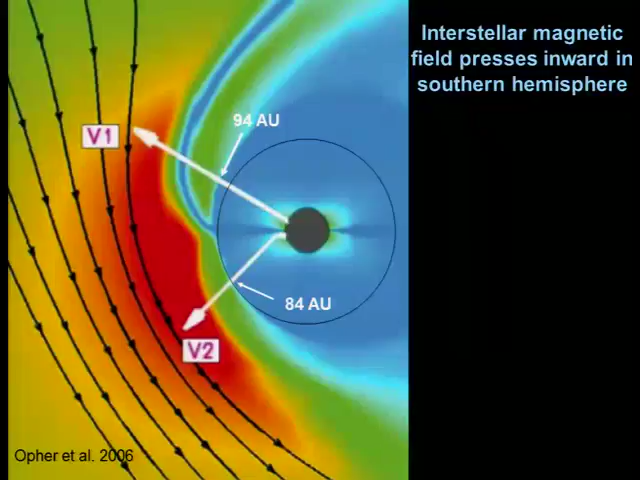 Interstellar magnetic
field presses inward in
southern hemisphere
94 AU
V1
84 AU
V2
Opher et al. 2006